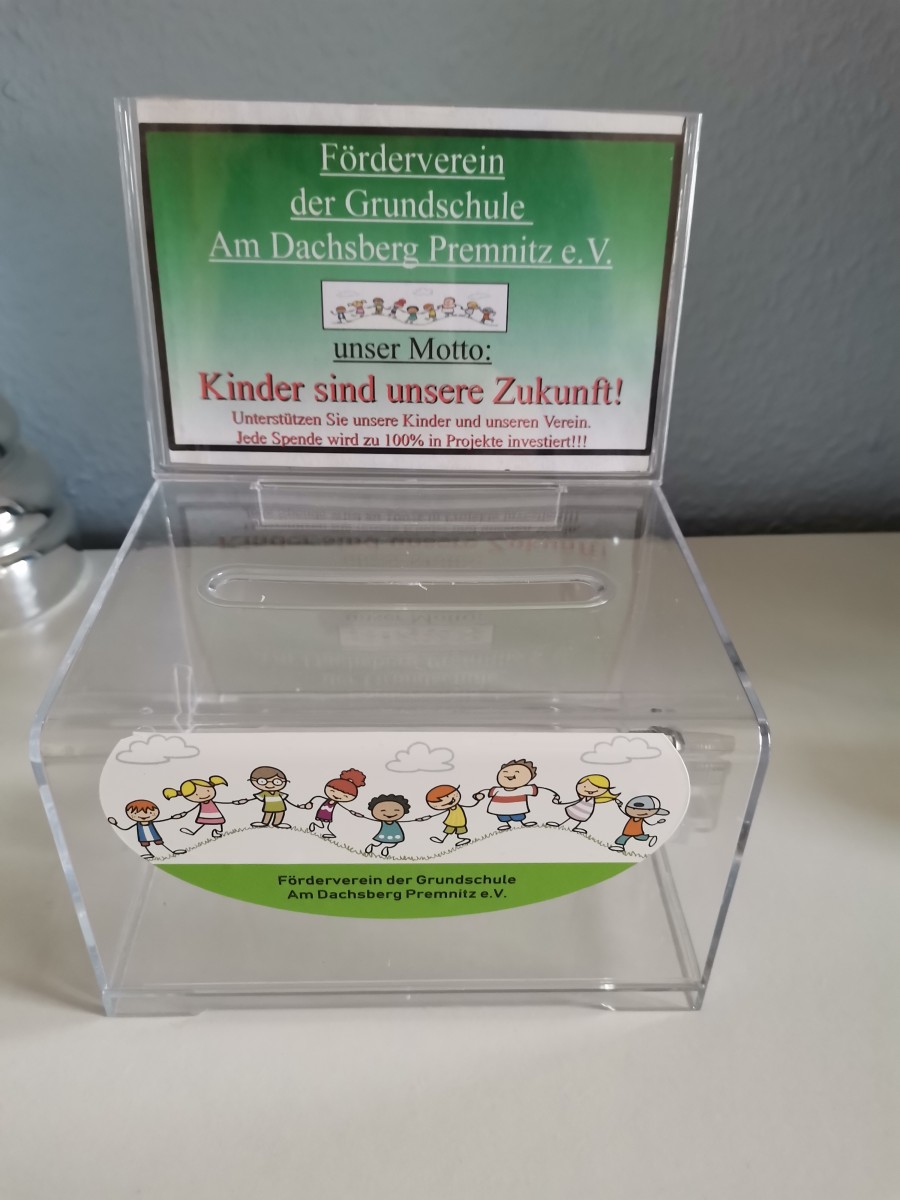 Förderverein
der Grundschule
Am Dachsberg Premnitz e.V.
unser Motto:
Kinder sind unsere Zukunft!
Unterstützen Sie unsere Kinder und unseren Verein.
Jede Spende wird zu 100% in Projekte investiert!!!
Förderverein der Grundschule
Am Dachsberg Premnitz e.V.